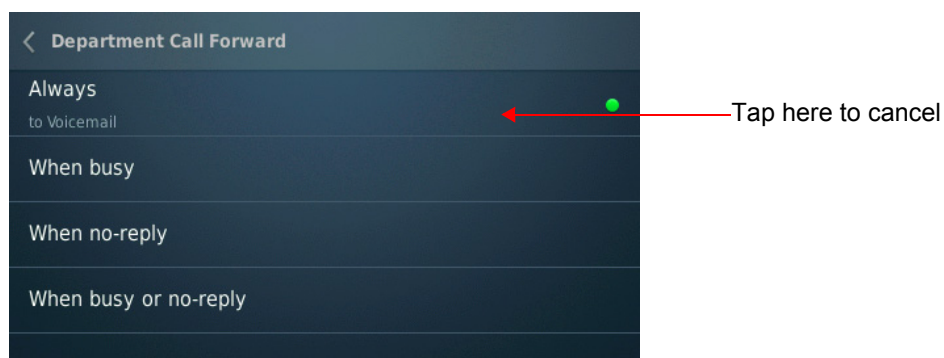 Department Call Forward
Always
to Voicemail
Tap here to cancel
When busy
When no-reply
When busy or no-reply